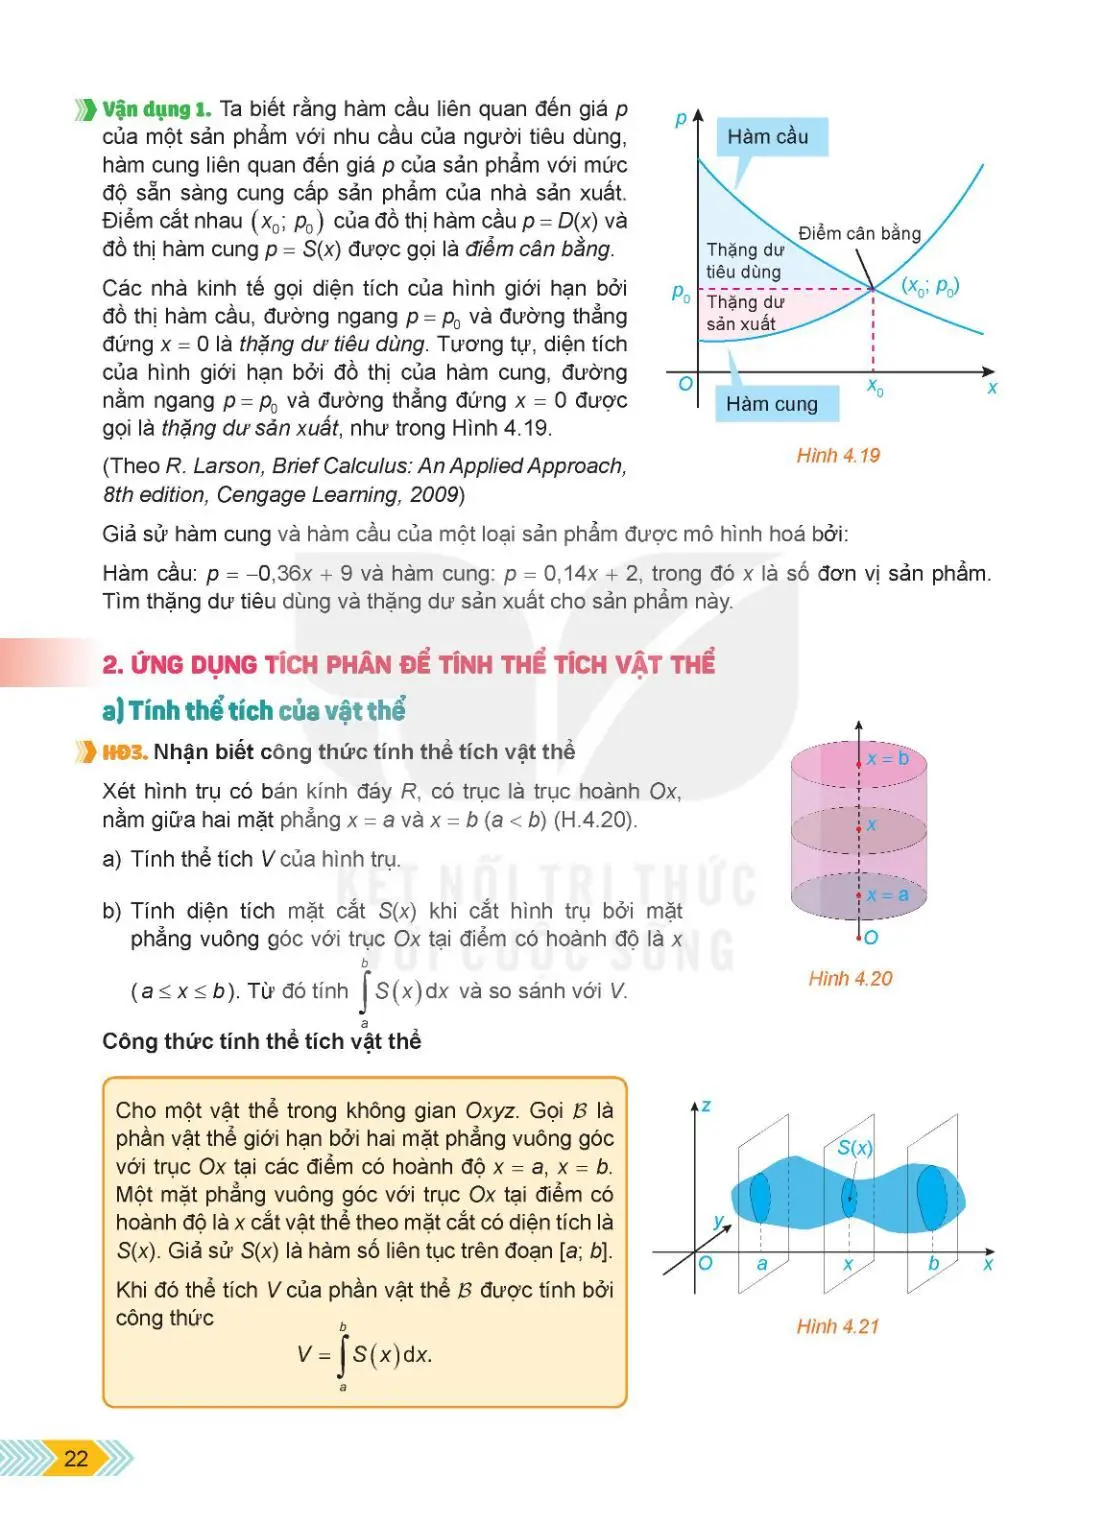 Vận dụng 1. Ta biết rằng hàm cầu liên quan đến giá p
của một sản phẩm với nhu cầu của người tiêu dùng,
hàm cung liên quan đến giá p của sản phẩm với mức
độ sẵn sàng cung cấp sản phẩm của nhà sản xuất.
Điểm cắt nhau (x₀; p₀) của đồ thị hàm cầu p = D(x) và
đồ thị hàm cung p = S(x) được gọi là điểm cân bằng.
Các nhà kinh tế gọi diện tích của hình giới hạn bởi
đồ thị hàm cầu, đường ngang p = p₀ và đường thẳng
đứng x = 0 là thặng dư tiêu dùng. Tương tự, diện tích
của hình giới hạn bởi đồ thị của hàm cung, đường
nằm ngang p = p₀ và đường thẳng đứng x = 0 được
gọi là thặng dư sản xuất, như trong Hình 4.19.
(Theo R. Larson, Brief Calculus: An Applied Approach,
8th edition, Cengage Learning, 2009)
p
Hàm cầu
Điểm cân bằng
Thặng dư
tiêu dùng
p₀
(x₀; p₀)
Thặng dư
sản xuất
O
x₀
x
Hàm cung
Hình 4.19
Giả sử hàm cung và hàm cầu của một loại sản phẩm được mô hình hoá bởi:
Hàm cầu: p = –0,36x + 9 và hàm cung: p = 0,14x + 2, trong đó x là số đơn vị sản phẩm.
Tìm thặng dư tiêu dùng và thặng dư sản xuất cho sản phẩm này.
2. ỨNG DỤNG TÍCH PHÂN ĐỂ TÍNH THỂ TÍCH VẬT THỂ
a) Tính thể tích của vật thể
HĐ3. Nhận biết công thức tính thể tích vật thể
Xét hình trụ có bán kính đáy R, có trục là trục hoành Ox,
nằm giữa hai mặt phẳng x = a và x = b (a < b) (H.4.20).
a) Tính thể tích V của hình trụ.
b) Tính diện tích mặt cắt S(x) khi cắt hình trụ bởi mặt
phẳng vuông góc với trục Ox tại điểm có hoành độ là x
(a ≤ x ≤ b). Từ đó tính ∫ₐᵇ S(x)dx và so sánh với V.
x = b
x
x = a
O
Hình 4.20
KẾT NỐI TRI THỨC
VỚI CUỘC SỐNG
Công thức tính thể tích vật thể
Cho một vật thể trong không gian Oxyz. Gọi ℬ là
phần vật thể giới hạn bởi hai mặt phẳng vuông góc
với trục Ox tại các điểm có hoành độ x = a, x = b.
Một mặt phẳng vuông góc với trục Ox tại điểm có
hoành độ là x cắt vật thể theo mặt cắt có diện tích là
S(x). Giả sử S(x) là hàm số liên tục trên đoạn [a; b].
Khi đó thể tích V của phần vật thể ℬ được tính bởi
công thức
V = ∫ₐᵇ S(x)dx.
z
S(x)
y
O
a
x
b
x
Hình 4.21
22